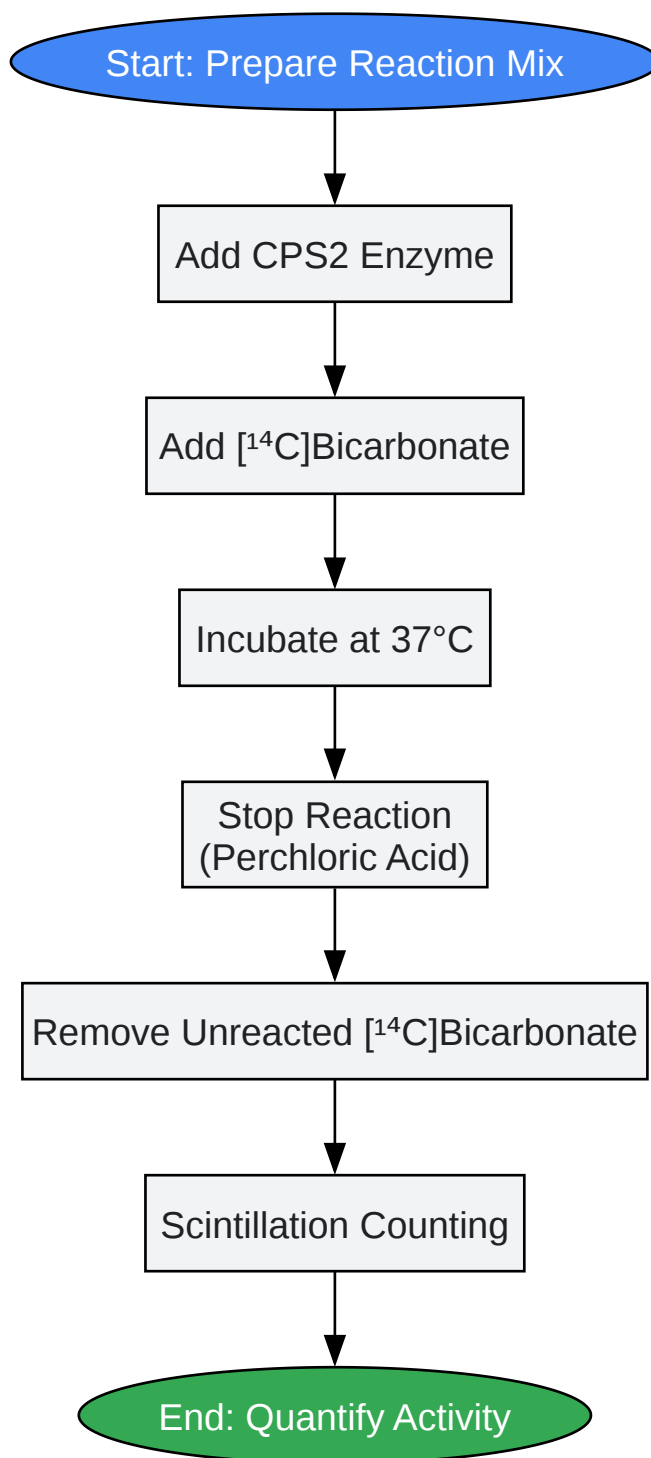 Start: Prepare Reaction Mix
Add CPS2 Enzyme
Add [¹⁴C]Bicarbonate
Incubate at 37°C
Stop Reaction
(Perchloric Acid)
Remove Unreacted [¹⁴C]Bicarbonate
Scintillation Counting
End: Quantify Activity